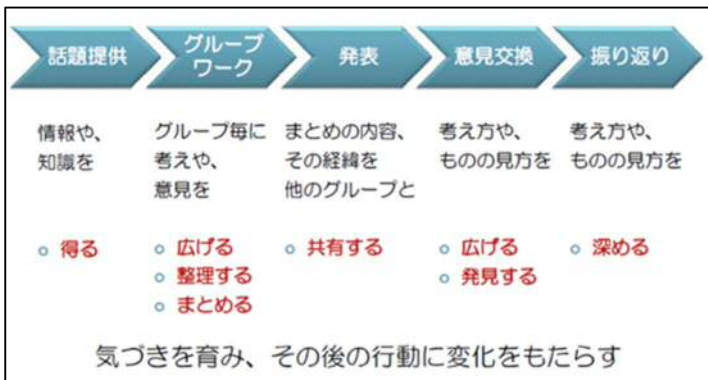 話題提供
グループ
ワーク
発表
意見交換
振り返り
情報や、
知識を
グループ毎に
考えや、
意見を
まとめの内容、
その経緯を
他のグループと
考え方や、
ものの見方を
考え方や、
ものの見方を
得る
広げる
整理する
まとめる
共有する
広げる
発見する
深める
気づきを育み、その後の行動に変化をもたらす